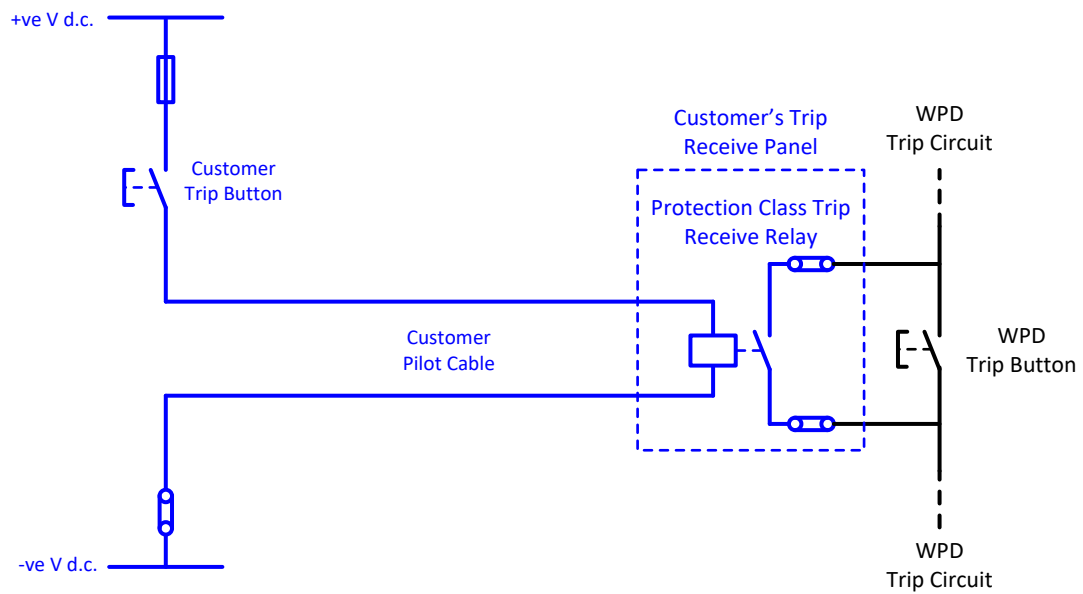 +ve V d.c.
Customer
Trip Button
Customer’s Trip
Receive Panel
WPD
Trip Circuit
Protection Class Trip
Receive Relay
Customer
Pilot Cable
WPD
Trip Button
-ve V d.c.
WPD
Trip Circuit